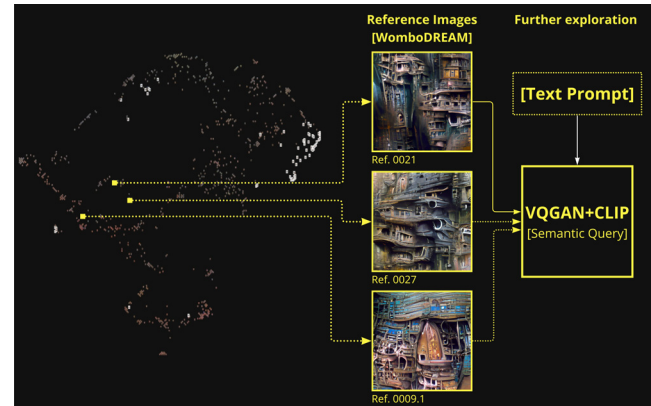 Reference Images
[WomboDREAM]
Further exploration
[Text Prompt]
Ref. 0021
VQGAN+CLIP
[Semantic Query]
Ref. 0027
Ref. 0009.1